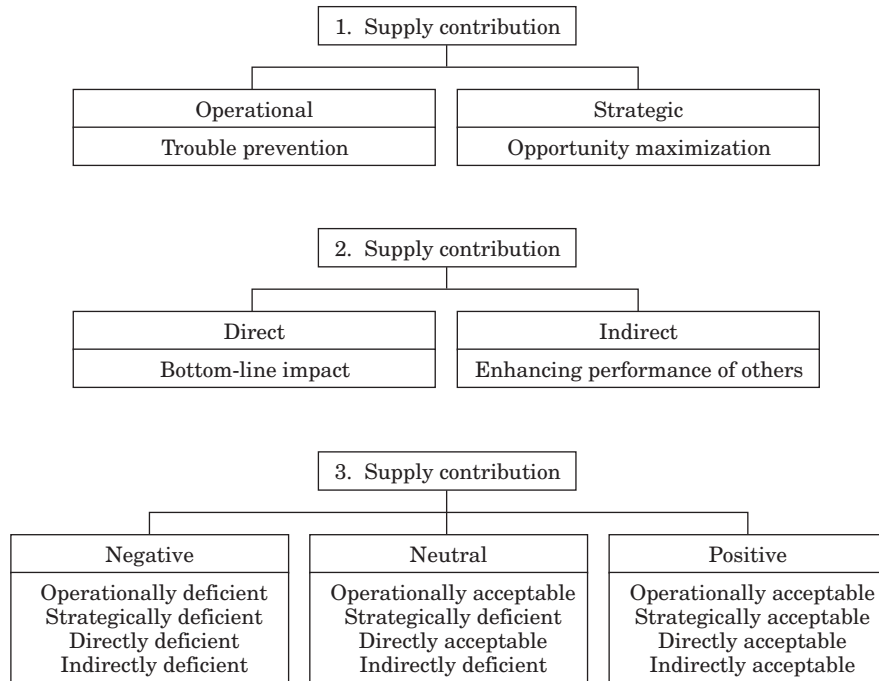 1. Supply contribution
Operational
Trouble prevention
Strategic
Opportunity maximization
2. Supply contribution
Direct
Bottom-line impact
Indirect
Enhancing performance of others
3. Supply contribution
Negative
Operationally deficient
Strategically deficient
Directly deficient
Indirectly deficient
Neutral
Operationally acceptable
Strategically deficient
Directly acceptable
Indirectly deficient
Positive
Operationally acceptable
Strategically acceptable
Directly acceptable
Indirectly acceptable